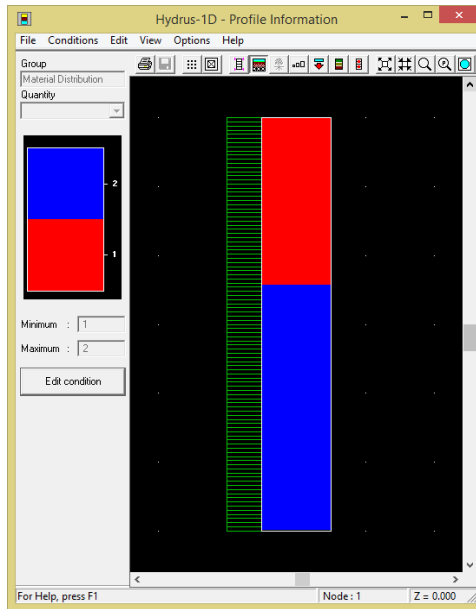 Hydrus-1D - Profile Information
File Conditions Edit View Options Help
Group
Material Distribution
Quantity
2
1
Minimum : 1
Maximum : 2
Edit condition
For Help, press F1 Node : 1 Z = 0.000